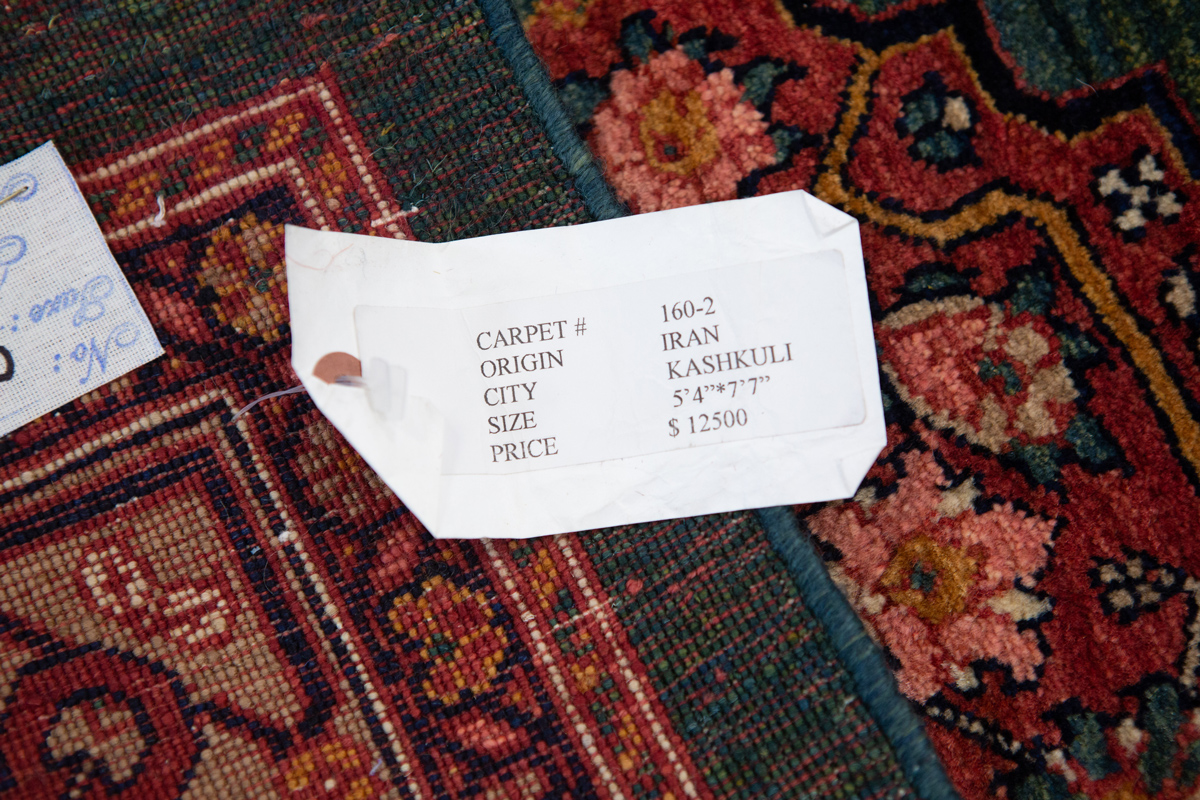 CARPET # 160-2
ORIGIN IRAN
CITY KASHKULI
SIZE 5’4”*7’7”
PRICE $ 12500
No: